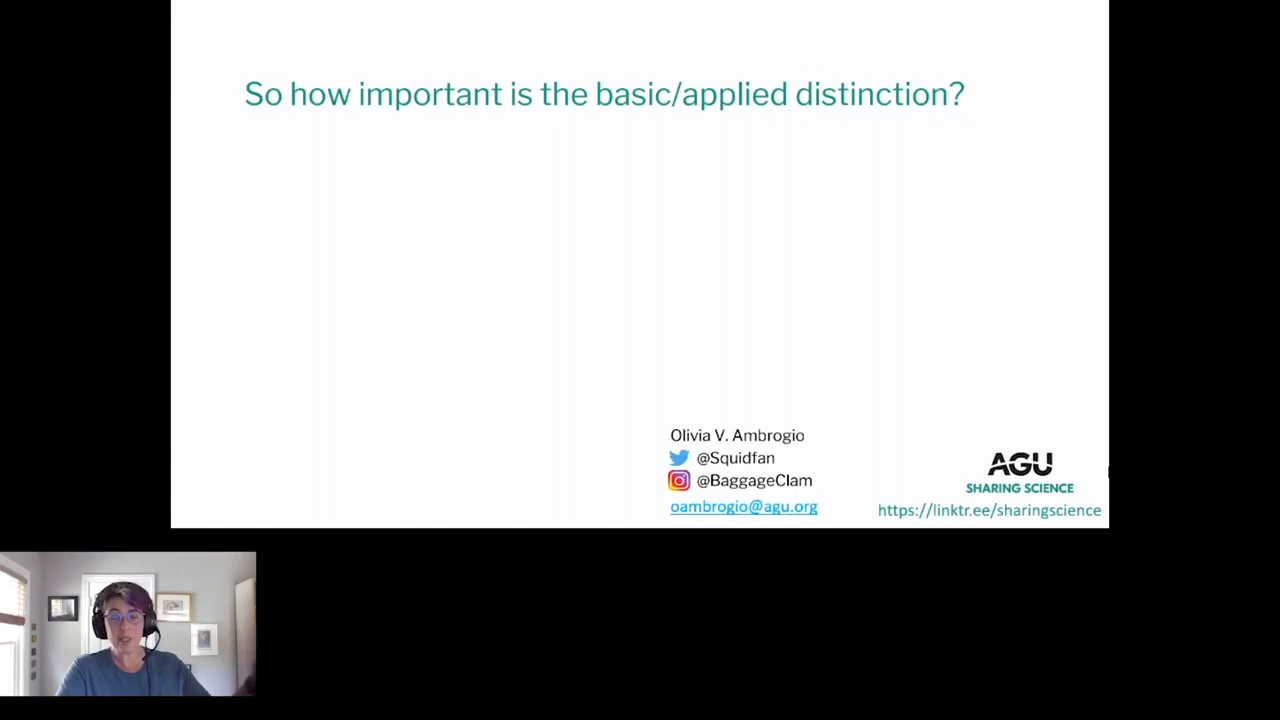 So how important is the basic/applied distinction?
Olivia V. Ambrogio
@Squidfan
@BaggageClam
oambrogio@agu.org
AGU
SHARING SCIENCE
https://linktr.ee/sharingscience